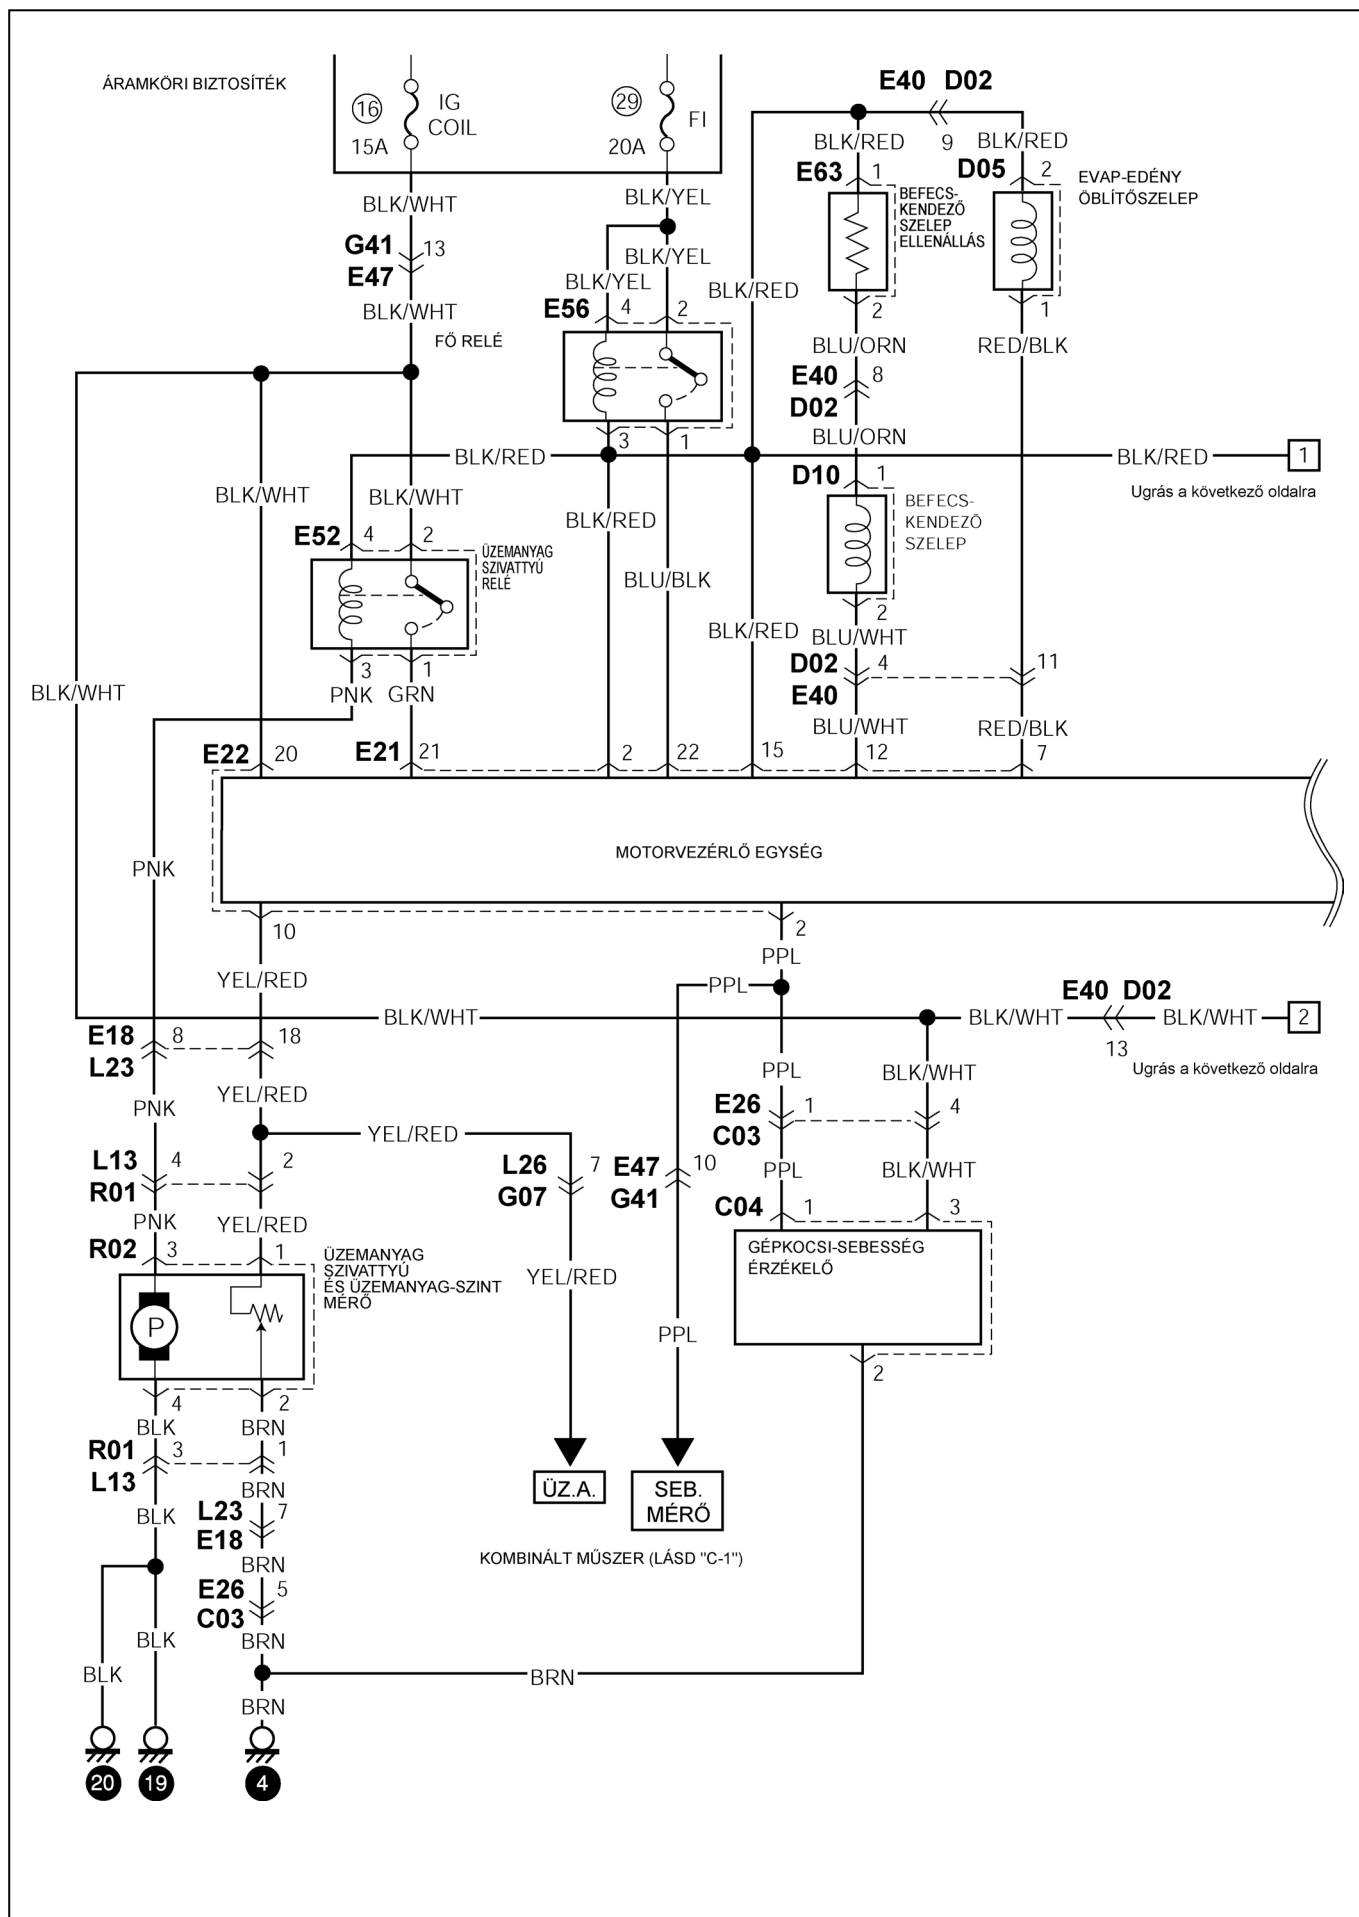 ÁRAMKÖRI BIZTOSÍTÉK
16
15A
IG
COIL
29
20A
FI
E40 D02
9
BLK/WHT
BLK/YEL
BLK/RED
BLK/RED
G41
E47
13
BLK/YEL
BLK/YEL
E63
1
D05
2
EVAP-EDÉNY
ÖBLÍTŐSZELEP
BEFECS-
KENDEZŐ
SZELEP
ELLENÁLLÁS
BLK/RED
BLK/WHT
E56
4
2
2
1
FŐ RELÉ
BLU/ORN
RED/BLK
E40
D02
8
BLU/ORN
3
1
BLK/RED
BLK/RED
1
Ugrás a következő oldalra
BLK/WHT
BLK/WHT
D10
1
BEFECS-
KENDEZŐ
SZELEP
BLK/RED
E52
4
2
ÜZEMANYAG
SZIVATTYÚ
RELÉ
BLU/BLK
2
BLK/RED
BLU/WHT
3
1
BLK/WHT
PNK
GRN
D02
E40
4
11
BLU/WHT
RED/BLK
E22
20
E21
21
2
22
15
12
7
MOTORVEZÉRLŐ EGYSÉG
PNK
10
2
YEL/RED
PPL
PPL
BLK/WHT
BLK/WHT
E40 D02
13
BLK/WHT
2
Ugrás a következő oldalra
E18
L23
8
18
PPL
BLK/WHT
PNK
YEL/RED
E26
C03
1
4
YEL/RED
L13
R01
4
2
L26
G07
7
E47
G41
10
PPL
BLK/WHT
PNK
YEL/RED
C04
1
3
R02
3
1
ÜZEMANYAG
SZIVATTYÚ
ÉS ÜZEMANYAG-SZINT
MÉRŐ
GÉPKOCSI-SEBESSÉG
ÉRZÉKELŐ
YEL/RED
P
PPL
2
4
2
BLK
BRN
R01
L13
3
1
BRN
ÜZ.A.
SEB.
MÉRŐ
BLK
L23
E18
7
KOMBINÁLT MŰSZER (LÁSD "C-1")
BRN
E26
C03
5
BLK
BRN
BLK
BRN
BRN
20
19
4